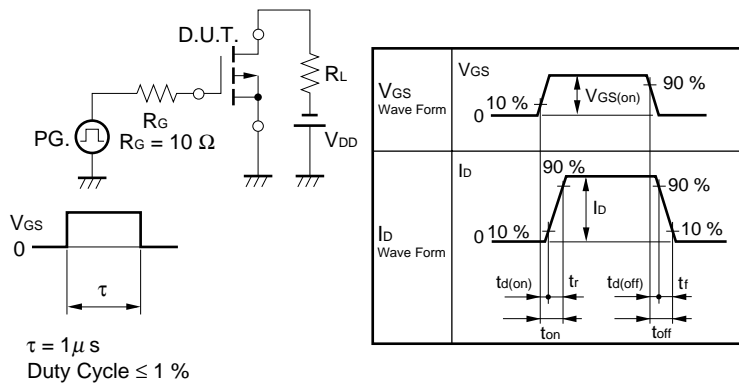 D.U.T.
RL
RG
PG.
RG = 10 Ω
VDD
VGS
0
τ
τ = 1μ s
Duty Cycle ≤ 1 %
VGS
Wave Form
VGS
10 %
0
VGS(on)
90 %
ID
Wave Form
ID
90 %
90 %
ID
0
10 %
10 %
td(on)
tr
td(off)
tf
ton
toff